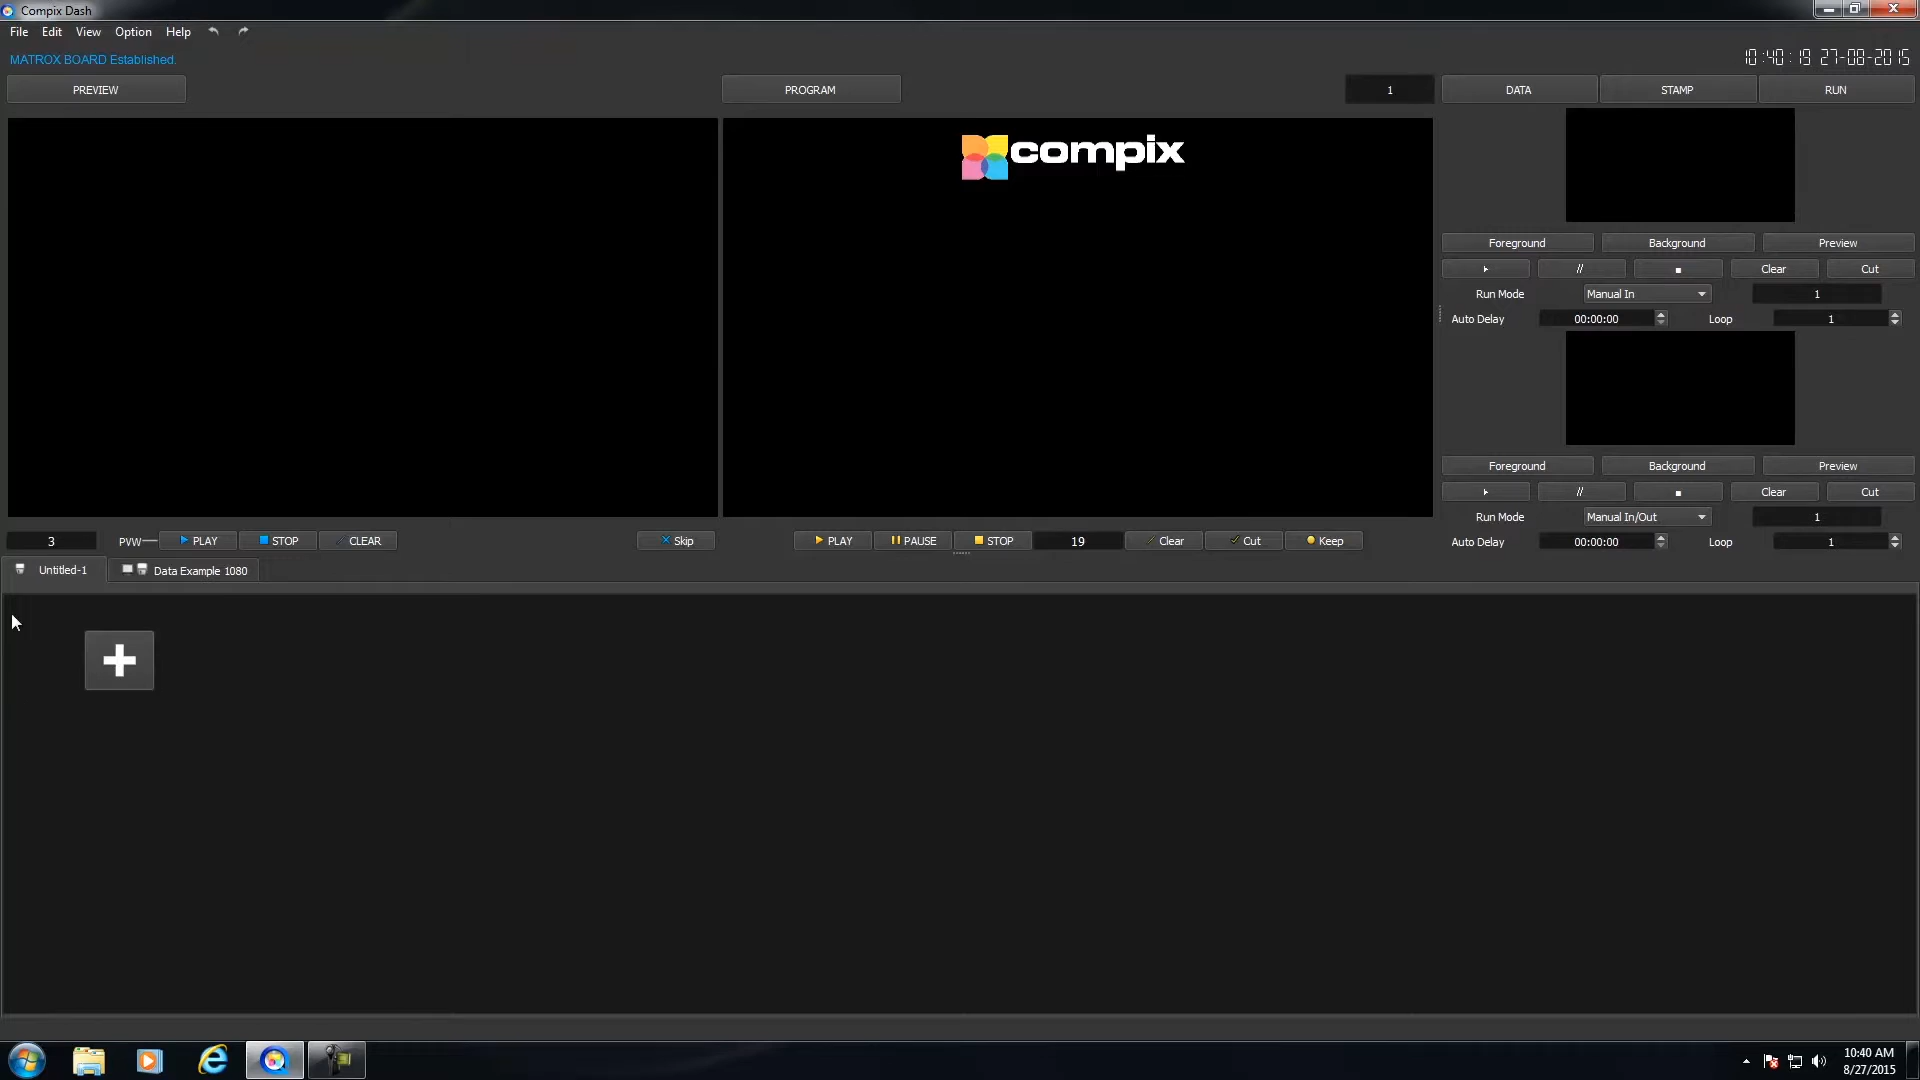 Compix Dash
File Edit View Option Help
MATROX BOARD Established.
10:40:19 27-08-2015
PREVIEW PROGRAM 1 DATA STAMP RUN
compix
Foreground Background Preview
// Clear Cut
Run Mode Manual In 1
Auto Delay 00:00:00 Loop 1
Foreground Background Preview
// Clear Cut
Run Mode Manual In/Out 1
Auto Delay 00:00:00 Loop 1
3 PVW PLAY STOP CLEAR Skip PLAY PAUSE STOP 19 Clear Cut Keep
Untitled-1 Data Example 1080
10:40 AM
8/27/2015